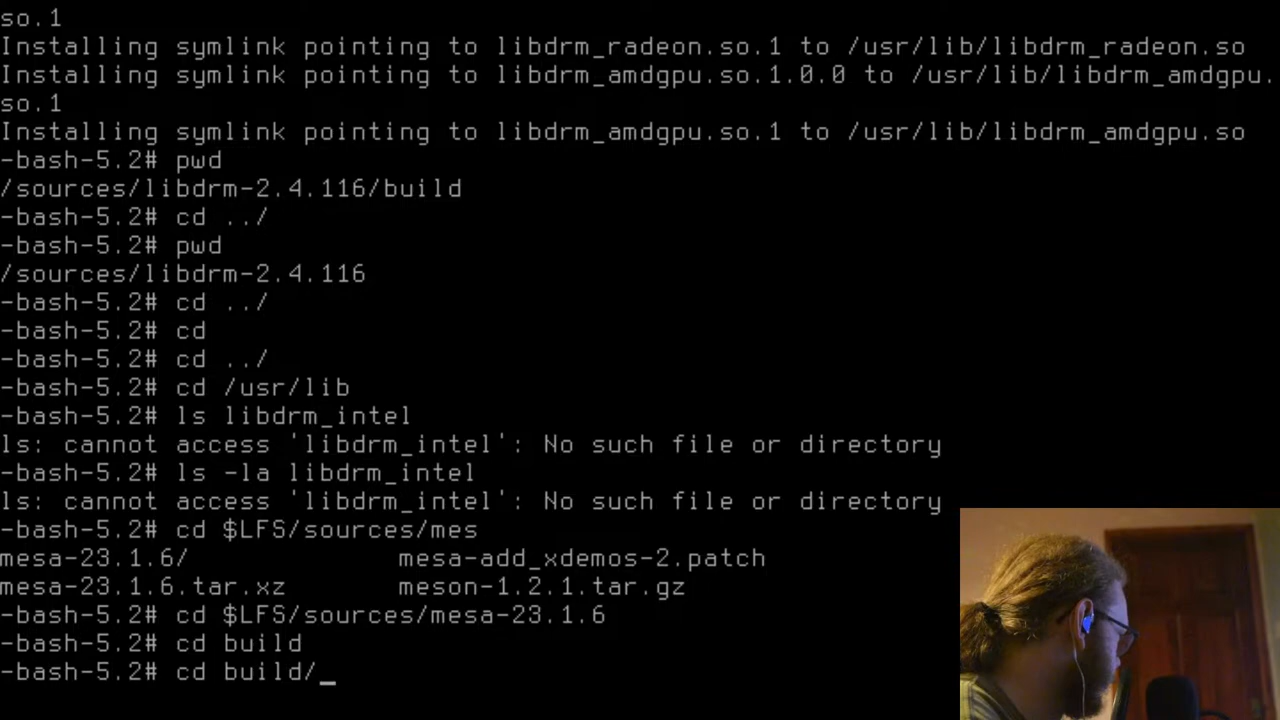 so.1
Installing symlink pointing to libdrm_radeon.so.1 to /usr/lib/libdrm_radeon.so
Installing symlink pointing to libdrm_amdgpu.so.1.0.0 to /usr/lib/libdrm_amdgpu.
so.1
Installing symlink pointing to libdrm_amdgpu.so.1 to /usr/lib/libdrm_amdgpu.so
-bash-5.2# pwd
/sources/libdrm-2.4.116/build
-bash-5.2# cd ../
-bash-5.2# pwd
/sources/libdrm-2.4.116
-bash-5.2# cd ../
-bash-5.2# cd
-bash-5.2# cd ../
-bash-5.2# cd /usr/lib
-bash-5.2# ls libdrm_intel
ls: cannot access 'libdrm_intel': No such file or directory
-bash-5.2# ls -la libdrm_intel
ls: cannot access 'libdrm_intel': No such file or directory
-bash-5.2# cd $LFS/sources/mes
mesa-23.1.6/ mesa-add_xdemos-2.patch
mesa-23.1.6.tar.xz meson-1.2.1.tar.gz
-bash-5.2# cd $LFS/sources/mesa-23.1.6
-bash-5.2# cd build
-bash-5.2# cd build/_